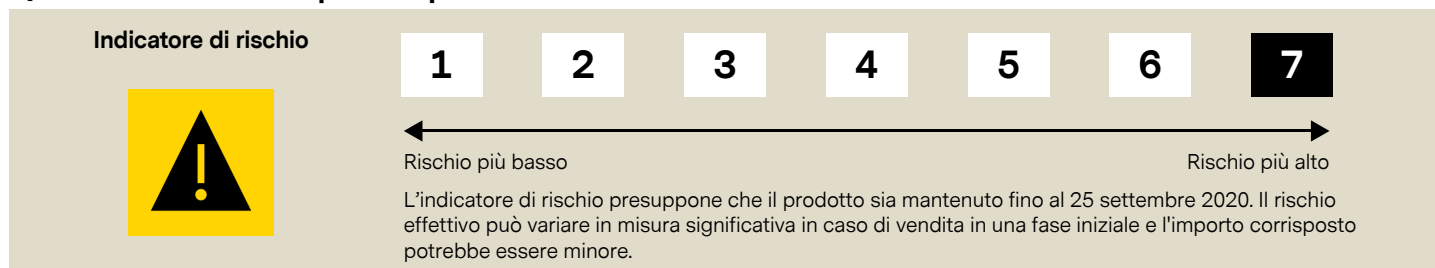 Indicatore di rischio
1 2 3 4 5 6 7
Rischio più basso Rischio più alto
L'indicatore di rischio presuppone che il prodotto sia mantenuto fino al 25 settembre 2020. Il rischio
effettivo può variare in misura significativa in caso di vendita in una fase iniziale e l'importo corrisposto
potrebbe essere minore.